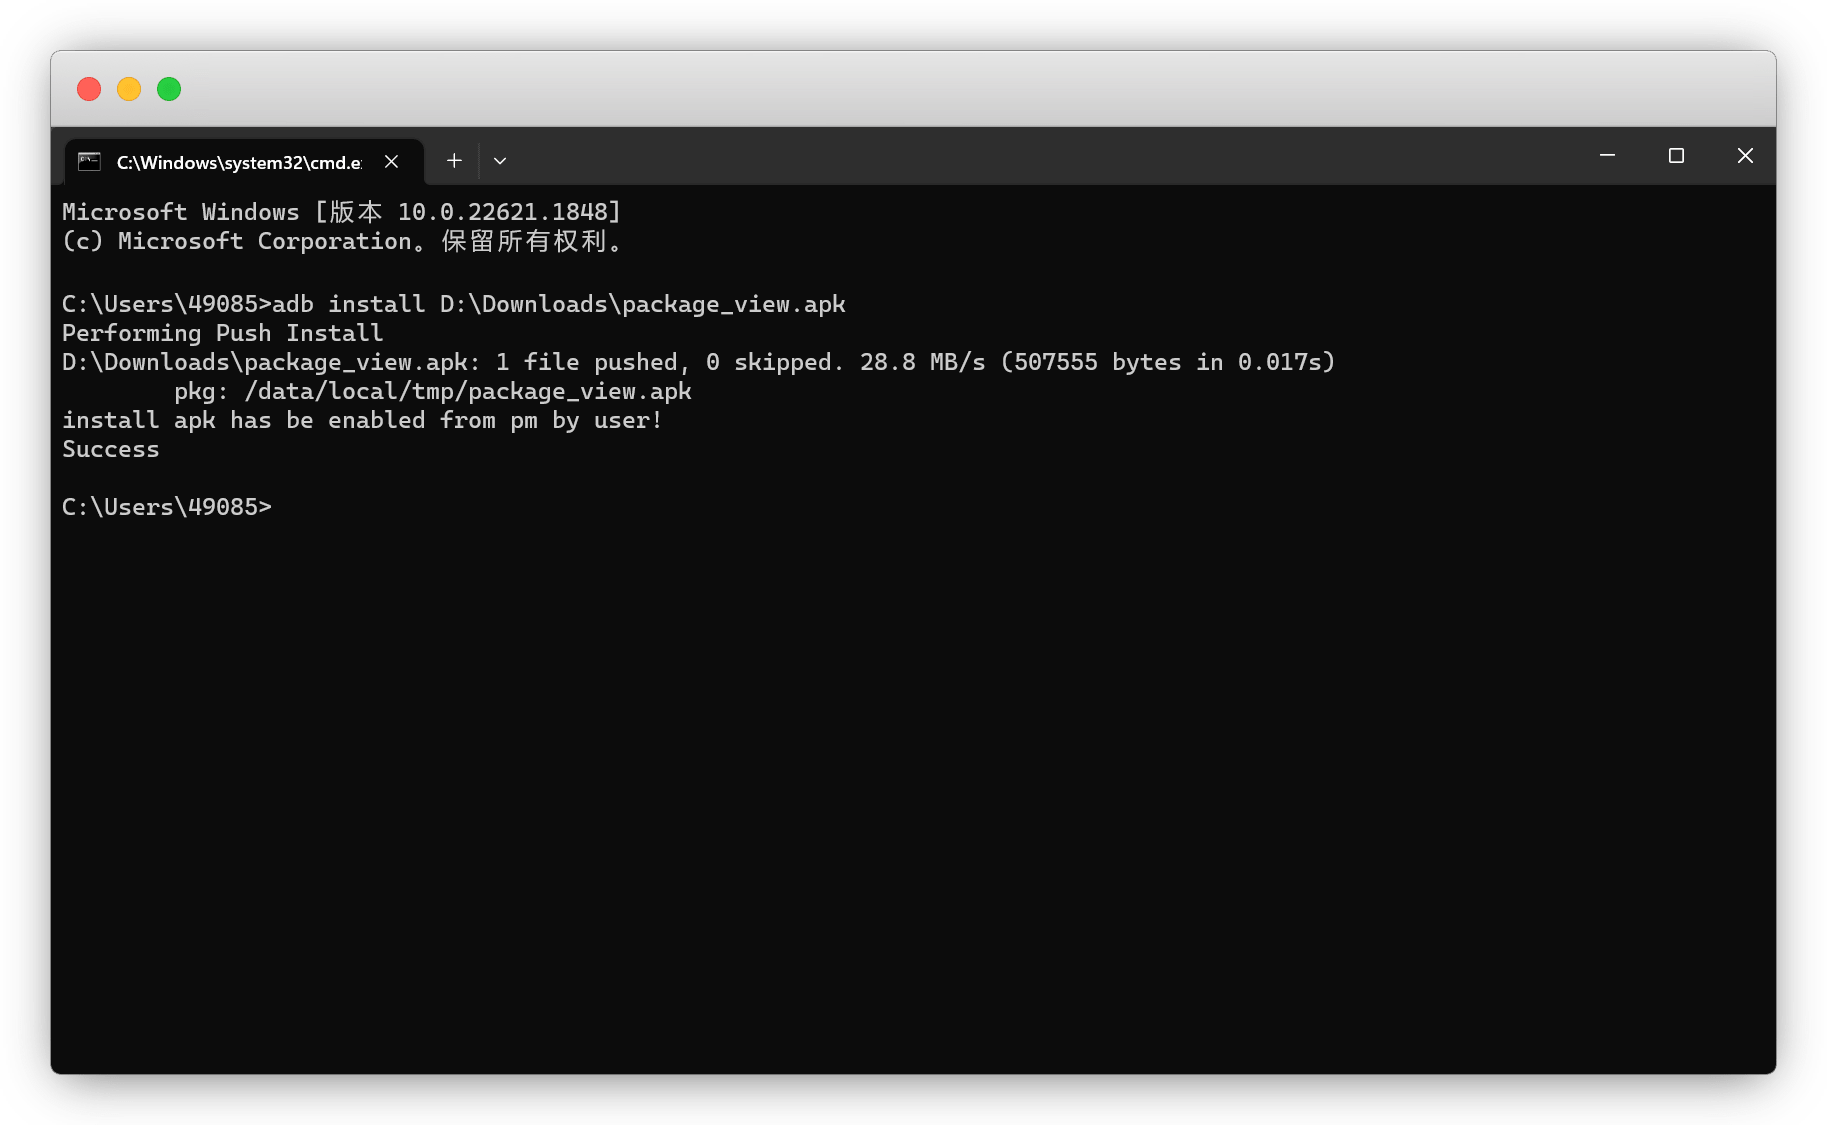 C:\Windows\system32\cmd.e
Microsoft Windows [版本 10.0.22621.1848]
(c) Microsoft Corporation。保留所有权利。
C:\Users\49085>adb install D:\Downloads\package_view.apk
Performing Push Install
D:\Downloads\package_view.apk: 1 file pushed, 0 skipped. 28.8 MB/s (507555 bytes in 0.017s)
pkg: /data/local/tmp/package_view.apk
install apk has be enabled from pm by user!
Success
C:\Users\49085>